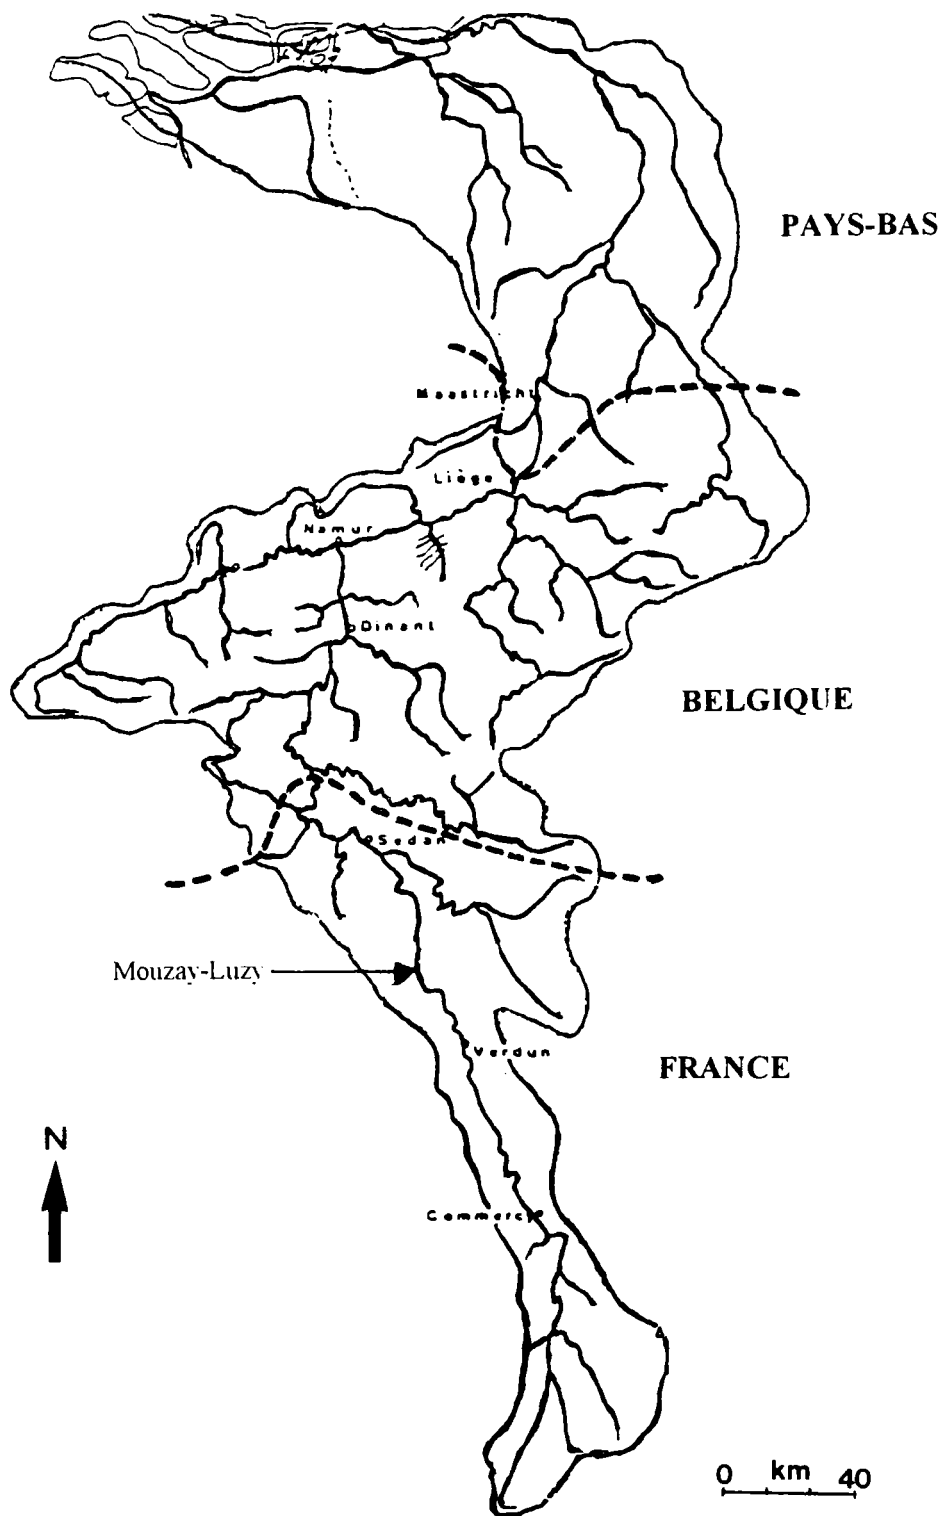 PAYS-BAS
Maastricht
Liège
Namur
Dinant
BELGIQUE
Sedan
Mouzay-Luzy
Verdun
FRANCE
N
Commercy
0 km 40